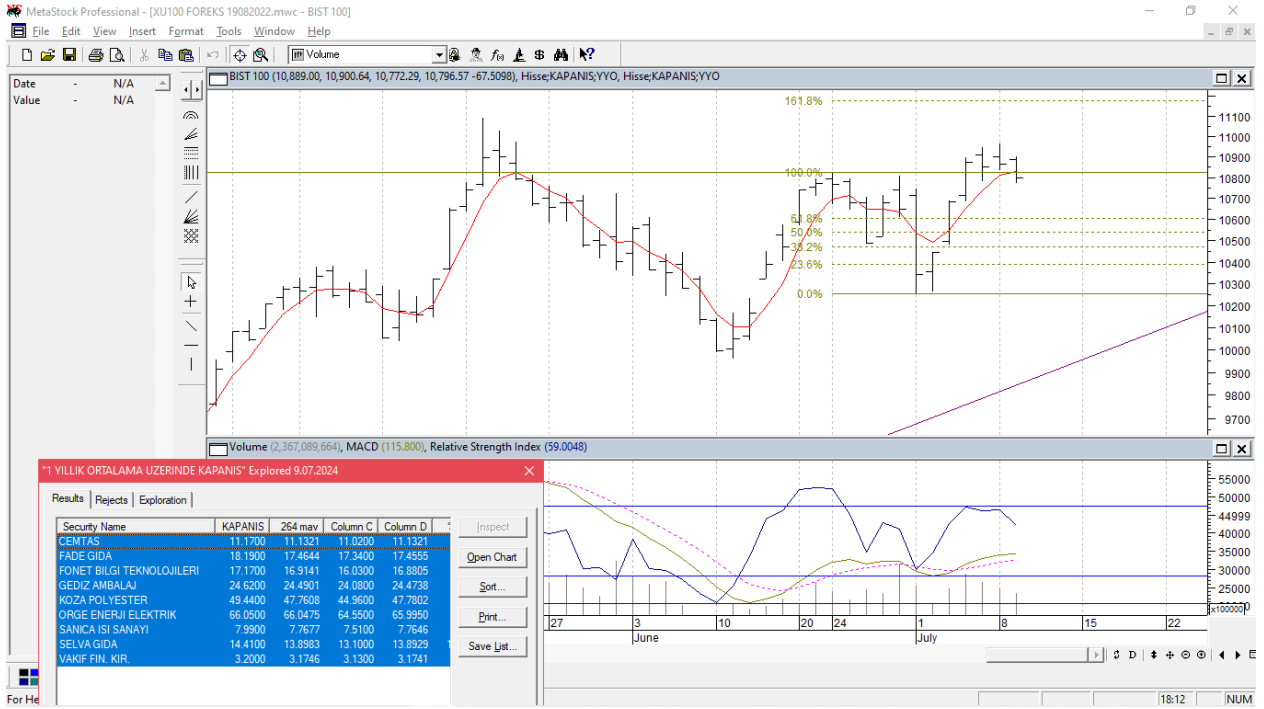 MetaStock Professional - [XU100 FOREKS 19082022.mwc - BIST 100]
File Edit View Insert Format Tools Window Help
Volume
Date - N/A
Value - N/A
BIST 100 (10,889.00, 10,900.64, 10,772.29, 10,796.57 -67.5098), Hisse;KAPANIS;YYO, Hisse;KAPANIS;YYO
161.8%
100.0%
61.8%
50.0%
38.2%
23.6%
0.0%
11100
11000
10900
10800
10700
10600
10500
10400
10300
10200
10100
10000
9900
9800
9700
Volume (2,367,089,664), MACD (115.800), Relative Strength Index (59.0048)
55000
50000
44999
40000
35000
30000
25000
x100000
27 3 10 20 24 1 8 15 22
June July
"1 YILLIK ORTALAMA UZERINDE KAPANIS" Explored 9.07.2024
Results Rejects Exploration
Security Name KAPANIS 264 mav Column C Column D
CEMTAS 11.1700 11.1321 11.0200 11.1321
FADE GIDA 18.1900 17.4644 17.3400 17.4555
FONET BILGI TEKNOLOJILERI 17.1700 16.9141 16.0300 16.8805
GEDIZ AMBALAJ 24.6200 24.4901 24.0800 24.4738
KOZA POLYESTER 49.4400 47.7608 44.9600 47.7802
ORGE ENERJI ELEKTRIK 66.0500 66.0475 64.5500 65.9950
SANICA ISI SANAYI 7.9900 7.7677 7.5100 7.7646
SELVA GIDA 14.4100 13.8983 13.1000 13.8929
VAKIF FIN. KIR. 3.2000 3.1746 3.1300 3.1741
Inspect
Open Chart
Sort...
Print...
Save List...
D
For He
18:12 NUM